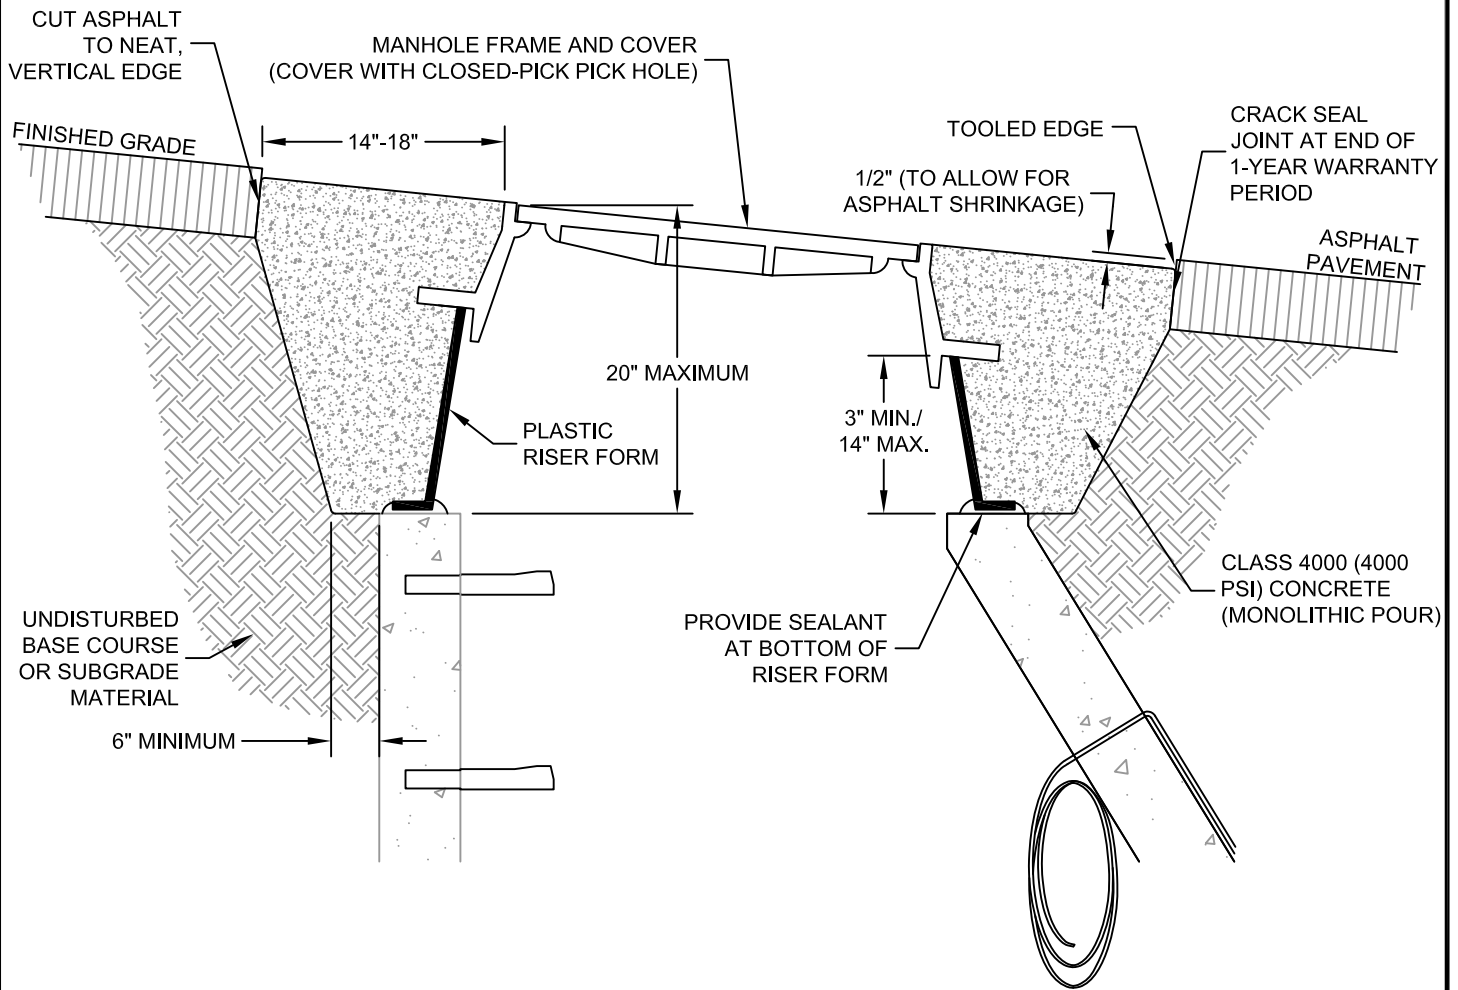 CUT ASPHALT
TO NEAT,
VERTICAL EDGE
MANHOLE FRAME AND COVER
(COVER WITH CLOSED-PICK PICK HOLE)
FINISHED GRADE
14"-18"
TOOLED EDGE
CRACK SEAL
JOINT AT END OF
1-YEAR WARRANTY
PERIOD
1/2" (TO ALLOW FOR
ASPHALT SHRINKAGE)
ASPHALT
PAVEMENT
20" MAXIMUM
3" MIN./
14" MAX.
PLASTIC
RISER FORM
CLASS 4000 (4000
PSI) CONCRETE
(MONOLITHIC POUR)
UNDISTURBED
BASE COURSE
OR SUBGRADE
MATERIAL
PROVIDE SEALANT
AT BOTTOM OF
RISER FORM
6" MINIMUM